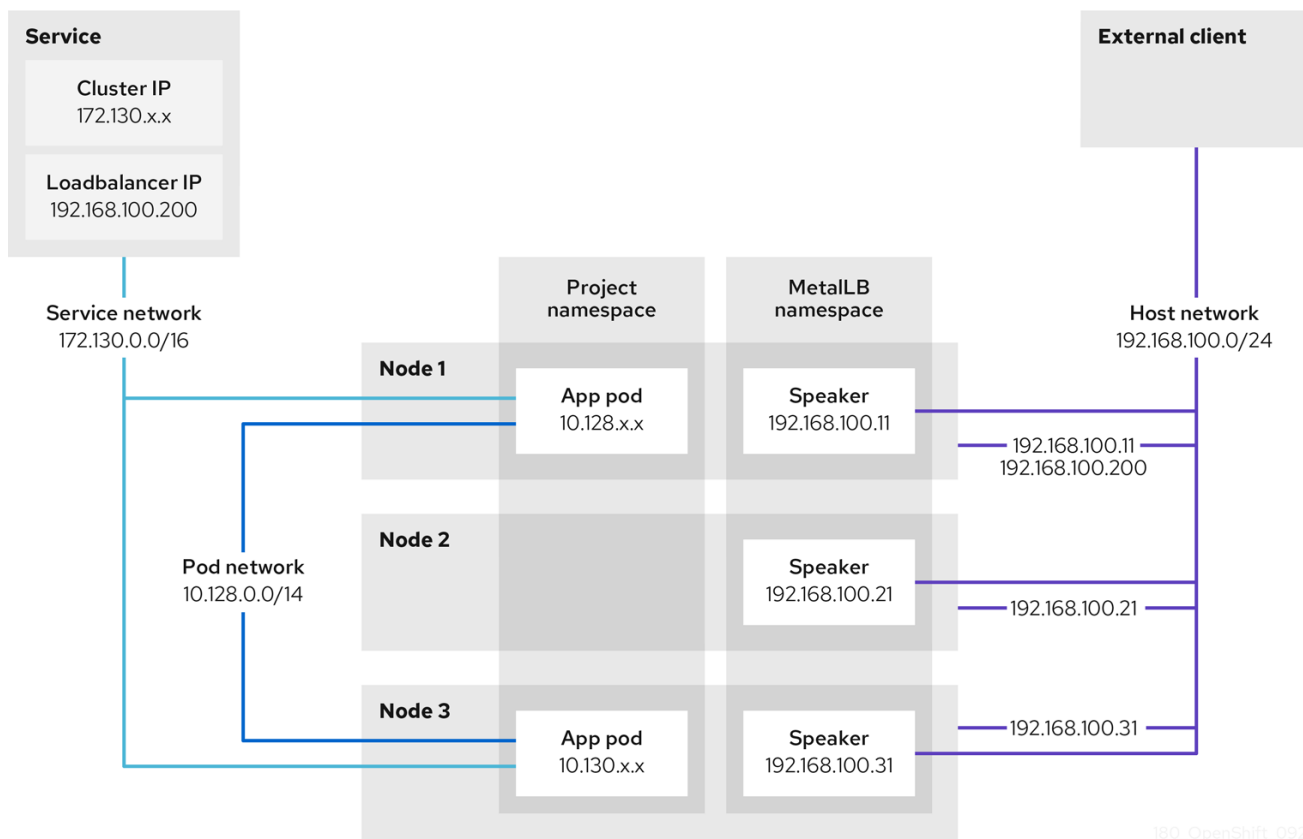 Service
Cluster IP
172.130.x.x
Loadbalancer IP
192.168.100.200
External client
Service network
172.130.0.0/16
Project
namespace
MetalLB
namespace
Host network
192.168.100.0/24
Node 1
App pod
10.128.x.x
Speaker
192.168.100.11
192.168.100.11
192.168.100.200
Node 2
Speaker
192.168.100.21
192.168.100.21
Pod network
10.128.0.0/14
Node 3
App pod
10.130.x.x
Speaker
192.168.100.31
192.168.100.31
180_OpenShift